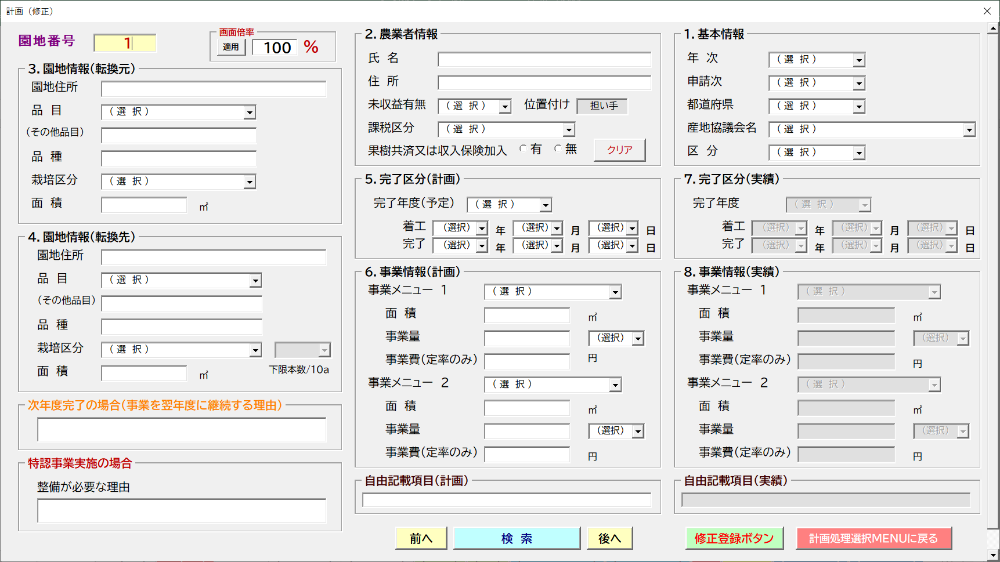 計画（修正）
園地番号 1
画面倍率
適用 100 %
3. 園地情報(転換元)
園地住所
品 目 （ 選 択 ）
(その他品目)
品 種
栽培区分 （ 選 択 ）
面 積 ㎡
4. 園地情報(転換先)
園地住所
品 目 （ 選 択 ）
(その他品目)
品 種
栽培区分 （ 選 択 ）
面 積 ㎡ 下限本数/10a
次年度完了の場合(事業を翌年度に継続する理由)
特認事業実施の場合
整備が必要な理由
2. 農業者情報
氏 名
住 所
未収益有無 （ 選 択 ） 位置付け 担い手
課税区分 （ 選 択 ）
果樹共済又は収入保険加入 有 無 クリア
5. 完了区分(計画)
完了年度(予定) （ 選 択 ）
着工 （選択） 年 （選択） 月 （選択） 日
完了 （選択） 年 （選択） 月 （選択） 日
6. 事業情報(計画)
事業メニュー 1 （ 選 択 ）
面 積 ㎡
事業量 （選択）
事業費(定率のみ) 円
事業メニュー 2 （ 選 択 ）
面 積 ㎡
事業量 （選択）
事業費(定率のみ) 円
自由記載項目(計画)
1. 基本情報
年 次 （ 選 択 ）
申請次 （ 選 択 ）
都道府県 （ 選 択 ）
産地協議会名 （ 選 択 ）
区 分 （ 選 択 ）
7. 完了区分(実績)
完了年度 （ 選 択 ）
着工 （選択） 年 （選択） 月 （選択） 日
完了 （選択） 年 （選択） 月 （選択） 日
8. 事業情報(実績)
事業メニュー 1 （ 選 択 ）
面 積 ㎡
事業量 （選択）
事業費(定率のみ) 円
事業メニュー 2 （ 選 択 ）
面 積 ㎡
事業量 （選択）
事業費(定率のみ) 円
自由記載項目(実績)
前へ 検 索 後へ 修正登録ボタン 計画処理選択MENUに戻る